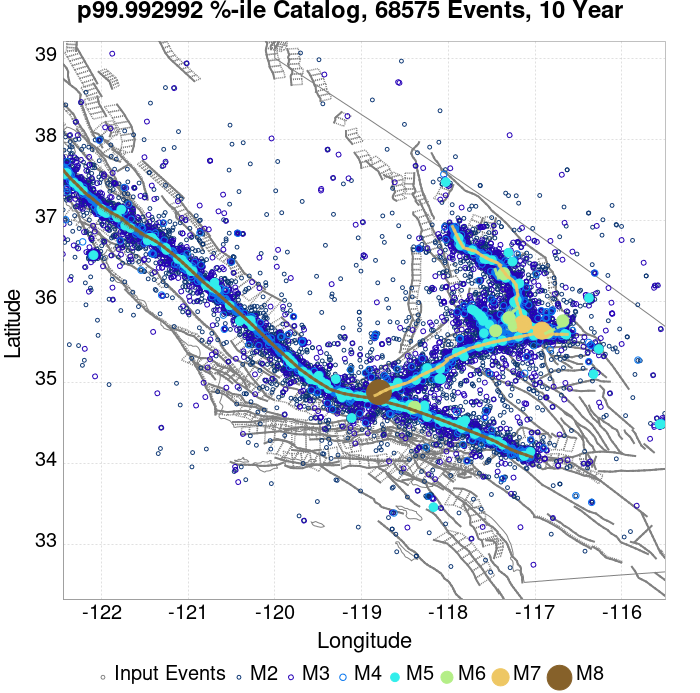 p99.992992 %-ile Catalog, 68575 Events, 10 Year
39
38
37
36
35
34
33
Latitude
-122 -121 -120 -119 -118 -117 -116
Longitude
Input Events M2 M3 M4 M5 M6 M7 M8